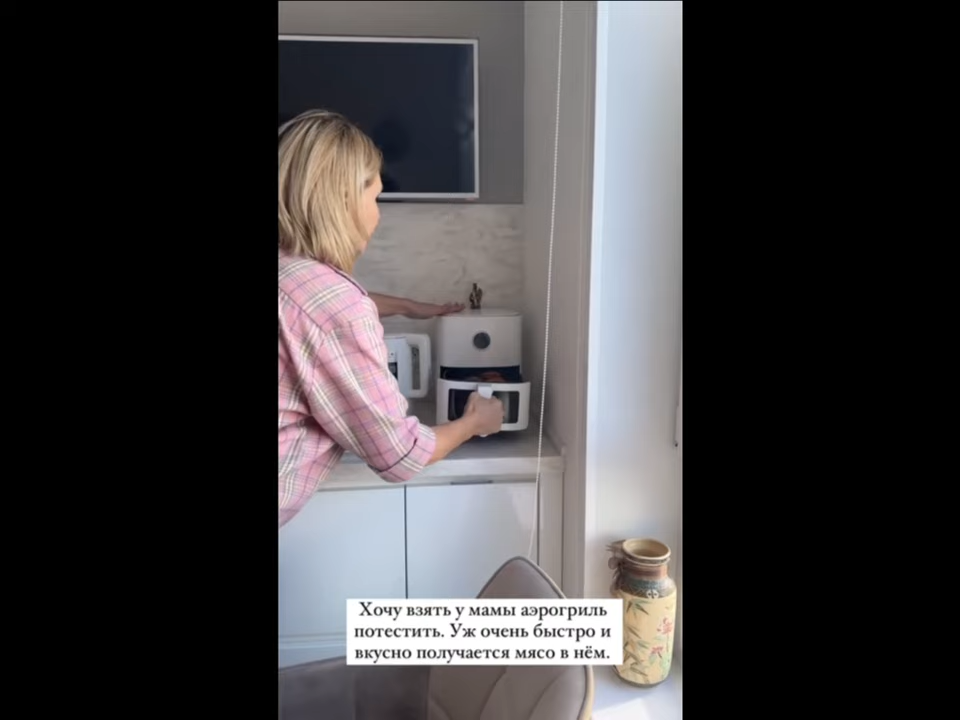 Хочу взять у мамы аэрогриль
потестить. Уж очень быстро и
вкусно получается мясо в нём.